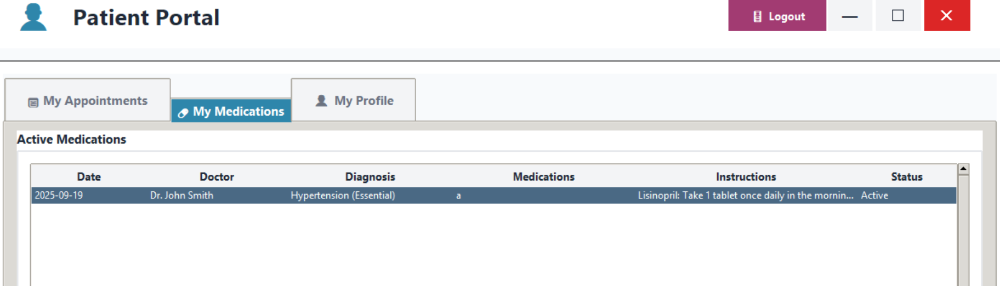 Patient Portal
Logout
My Appointments
My Medications
My Profile
Active Medications
Date Doctor Diagnosis Medications Instructions Status
2025-09-19 Dr. John Smith Hypertension (Essential) a Lisinopril: Take 1 tablet once daily in the mornin... Active